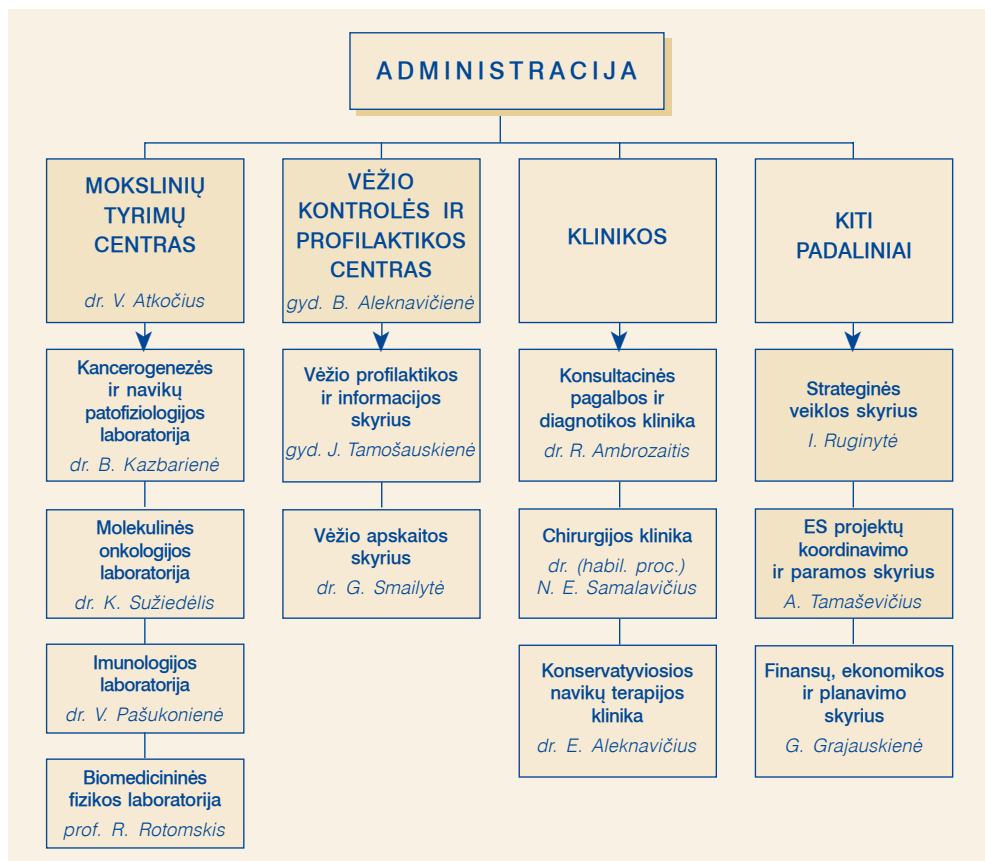 ADMINISTRACIJA
MOKSLINIŲ
TYRIMŲ
CENTRAS
dr. V. Atkočius
Kancerogenezės
ir navikų
patofiziologijos
laboratorija
dr. B. Kazbarienė
Molekulinės
onkologijos
laboratorija
dr. K. Sužiedėlis
Imunologijos
laboratorija
dr. V. Pašukonienė
Biomedicininės
fizikos laboratorija
prof. R. Rotomskis
VĖŽIO
KONTROLĖS IR
PROFILAKTIKOS
CENTRAS
gyd. B. Aleknavičienė
Vėžio profilaktikos
ir informacijos
skyrius
gyd. J. Tamošauskienė
Vėžio apskaitos
skyrius
dr. G. Smailytė
KLINIKOS
Konsultacinės
pagalbos ir
diagnotikos klinika
dr. R. Ambrozaitis
Chirurgijos klinika
dr. (habil. proc.)
N. E. Samalavičius
Konservatyviosios
navikų terapijos
klinika
dr. E. Aleknavičius
KITI
PADALINIAI
Strateginės
veiklos skyrius
I. Ruginytė
ES projektų
koordinavimo
ir paramos skyrius
A. Tamaševičius
Finansų, ekonomikos
ir planavimo
skyrius
G. Grajauskienė